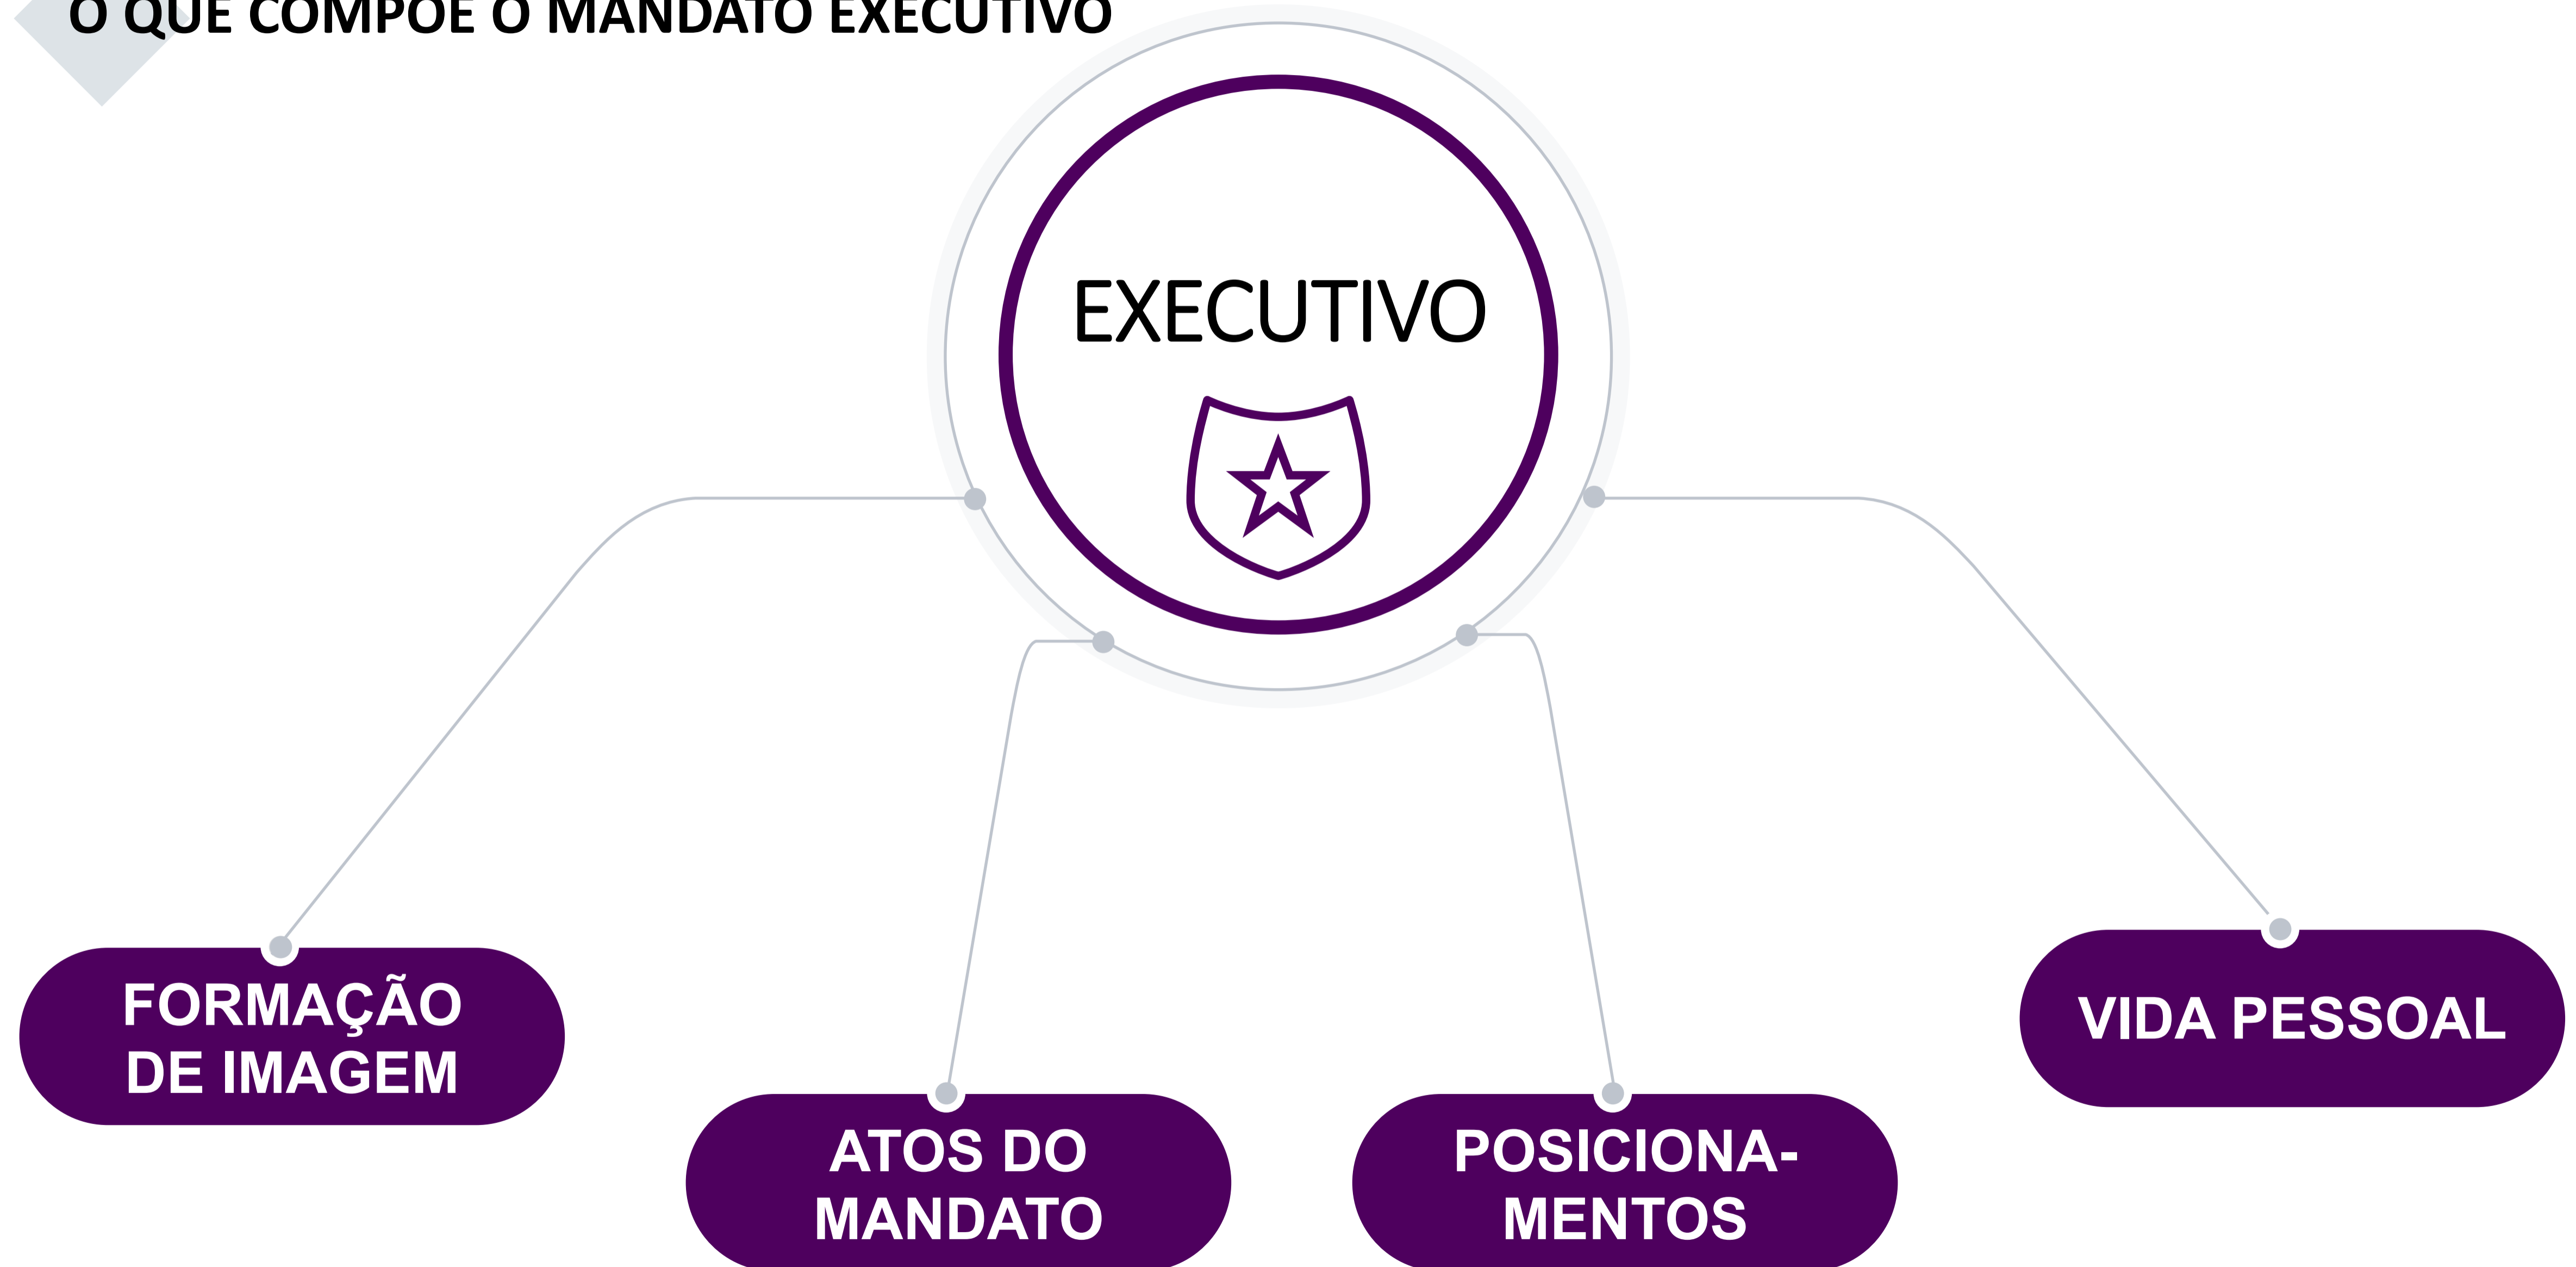 O QUE COMPÕE O MANDATO EXECUTIVO
EXECUTIVO
FORMAÇÃO
DE IMAGEM
ATOS DO
MANDATO
POSICIONA-
MENTOS
VIDA PESSOAL